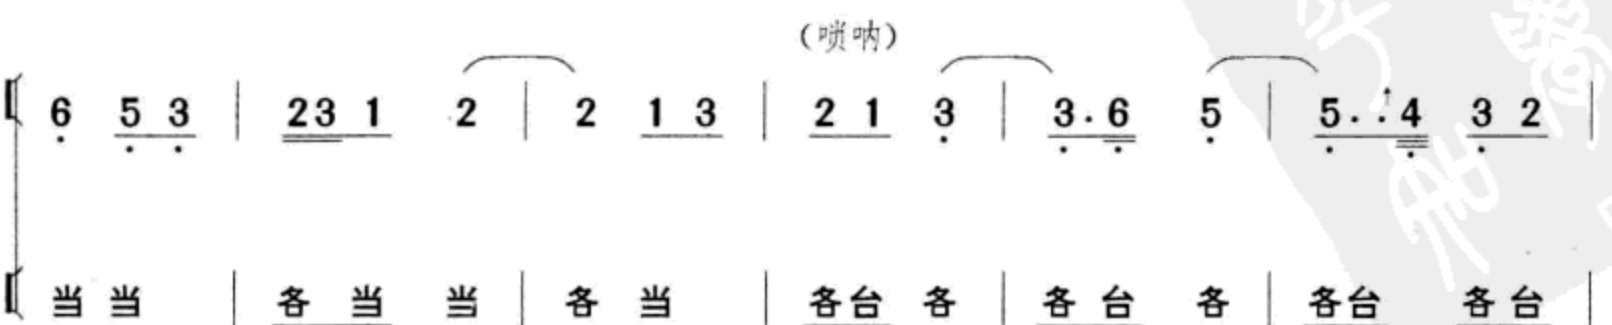 （唢呐）
6 5 3 | 23 1 2 | 2 1 3 | 2 1 3 | 3. 6 5 | 5.. 4 3 2 |
当 当 | 各 当 当 | 各 当 | 各台 各 | 各 台 各 | 各台 各台 |